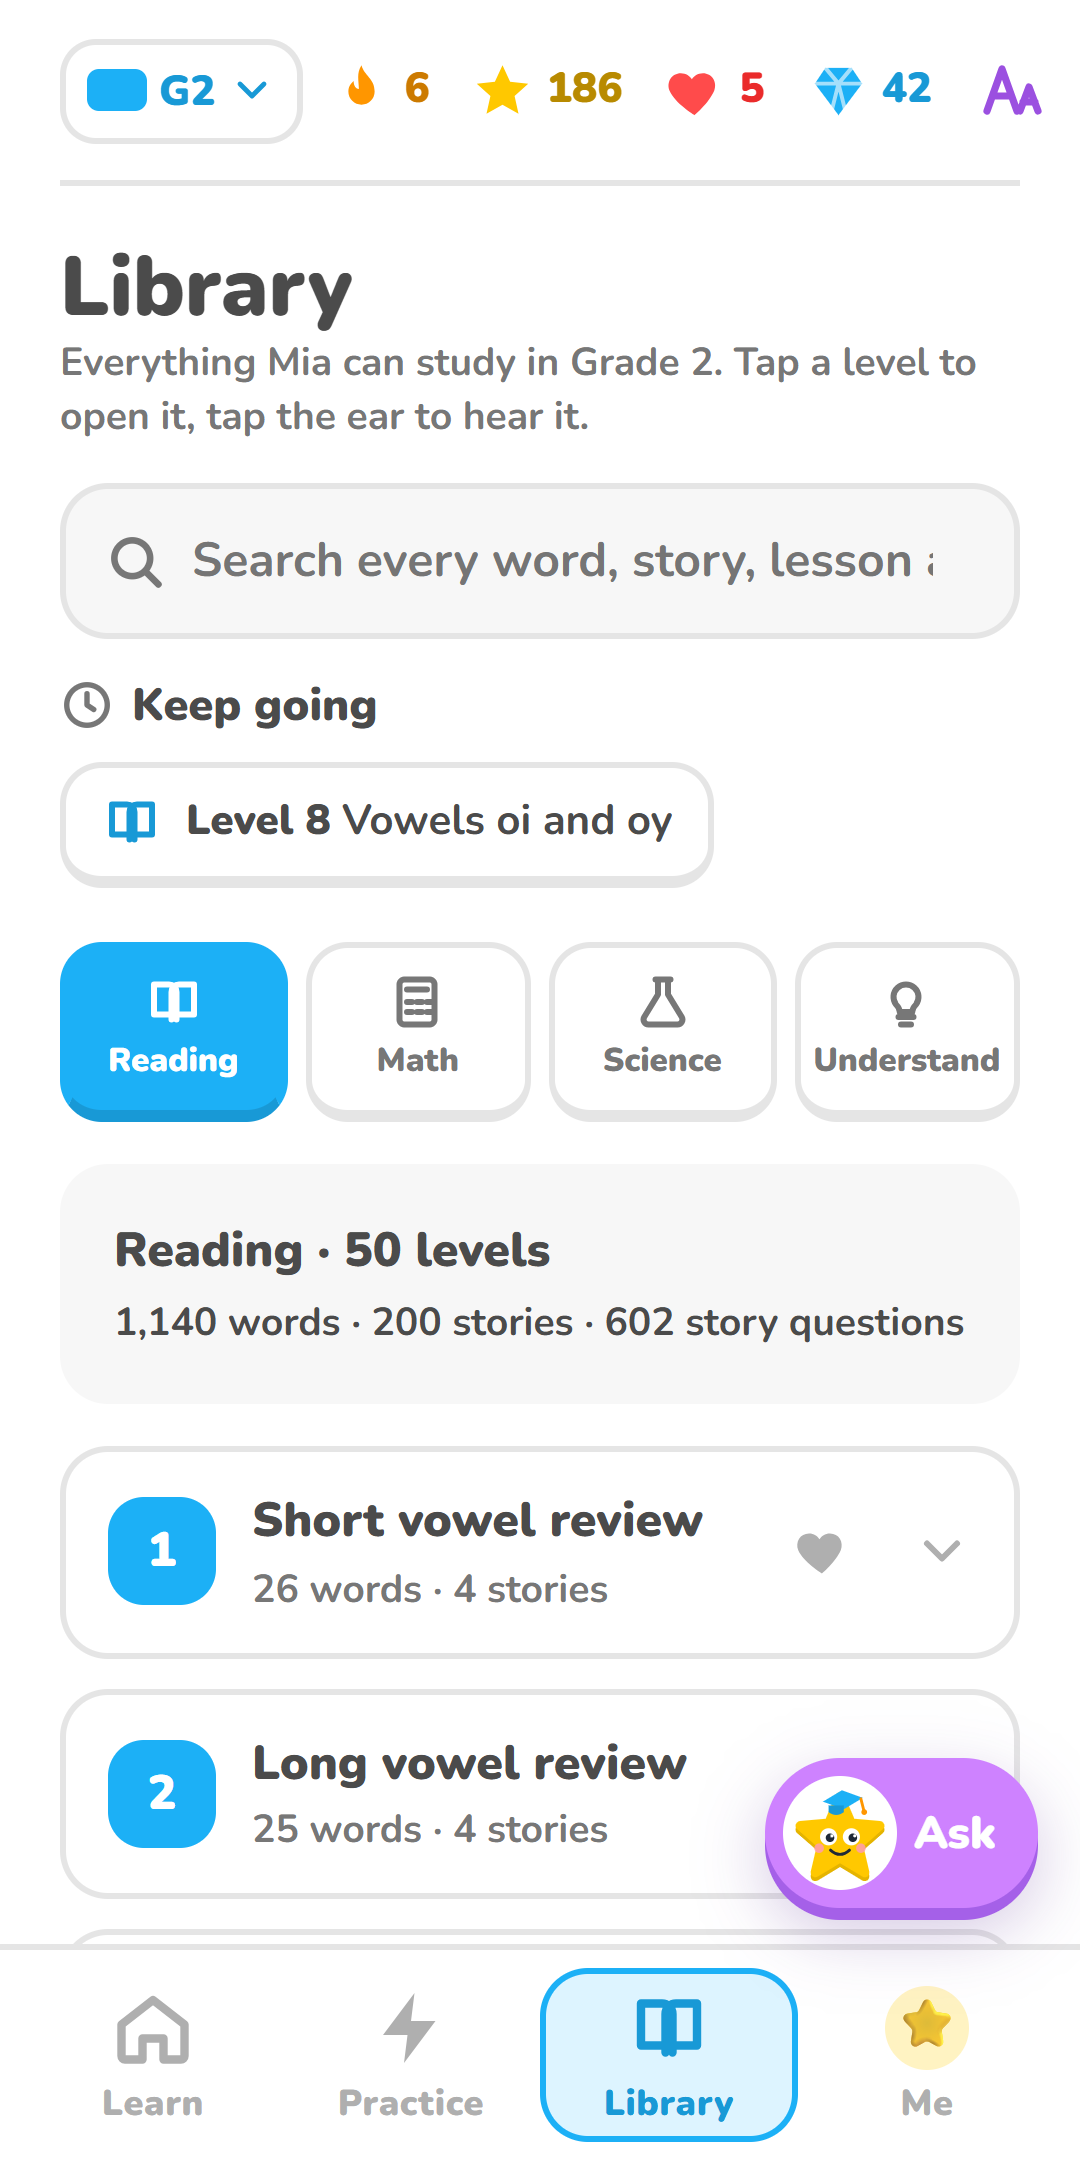 G2 6 186 5 42 AA
Library
Everything Mia can study in Grade 2. Tap a level to
open it, tap the ear to hear it.
Search every word, story, lesson
Keep going
Level 8 Vowels oi and oy
Reading Math Science Understand
Reading · 50 levels
1,140 words · 200 stories · 602 story questions
1 Short vowel review
26 words · 4 stories
2 Long vowel review
25 words · 4 stories
Ask
Learn Practice Library Me